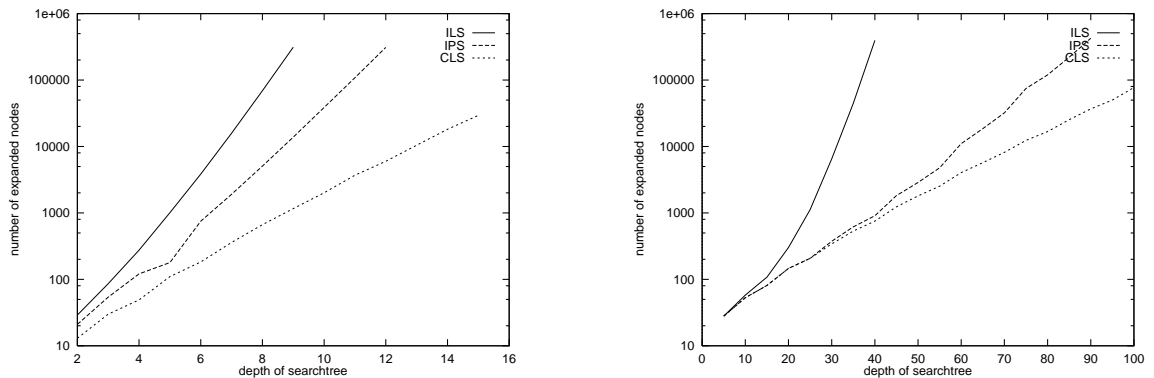 1e+06
100000
10000
1000
100
10
2 4 6 8 10 12 14 16
number of expanded nodes
depth of searchtree
ILS
IPS
CLS
1e+06
100000
10000
1000
100
10
0 10 20 30 40 50 60 70 80 90 100
number of expanded nodes
depth of searchtree
ILS
IPS
CLS